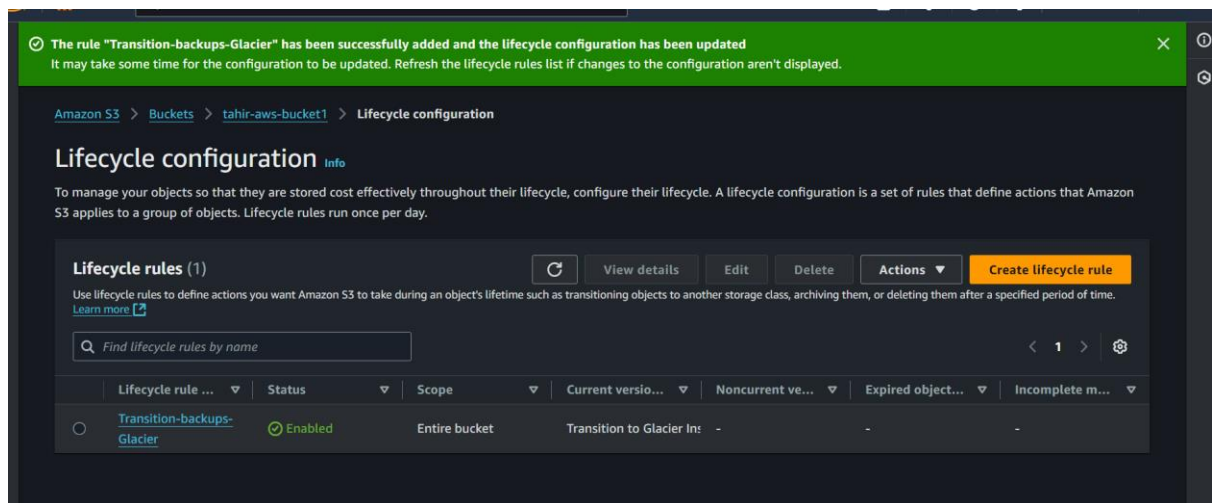 The rule "Transition-backups-Glacier" has been successfully added and the lifecycle configuration has been updated
It may take some time for the configuration to be updated. Refresh the lifecycle rules list if changes to the configuration aren't displayed.
Amazon S3 > Buckets > tahir-aws-bucket1 > Lifecycle configuration
Lifecycle configuration Info
To manage your objects so that they are stored cost effectively throughout their lifecycle, configure their lifecycle. A lifecycle configuration is a set of rules that define actions that Amazon
S3 applies to a group of objects. Lifecycle rules run once per day.
Lifecycle rules (1) View details Edit Delete Actions Create lifecycle rule
Use lifecycle rules to define actions you want Amazon S3 to take during an object's lifetime such as transitioning objects to another storage class, archiving them, or deleting them after a specified period of time.
Learn more
Find lifecycle rules by name < 1 >
Lifecycle rule ... Status Scope Current versio... Noncurrent ve... Expired object... Incomplete m...
Transition-backups-
Glacier Enabled Entire bucket Transition to Glacier Ins - - -